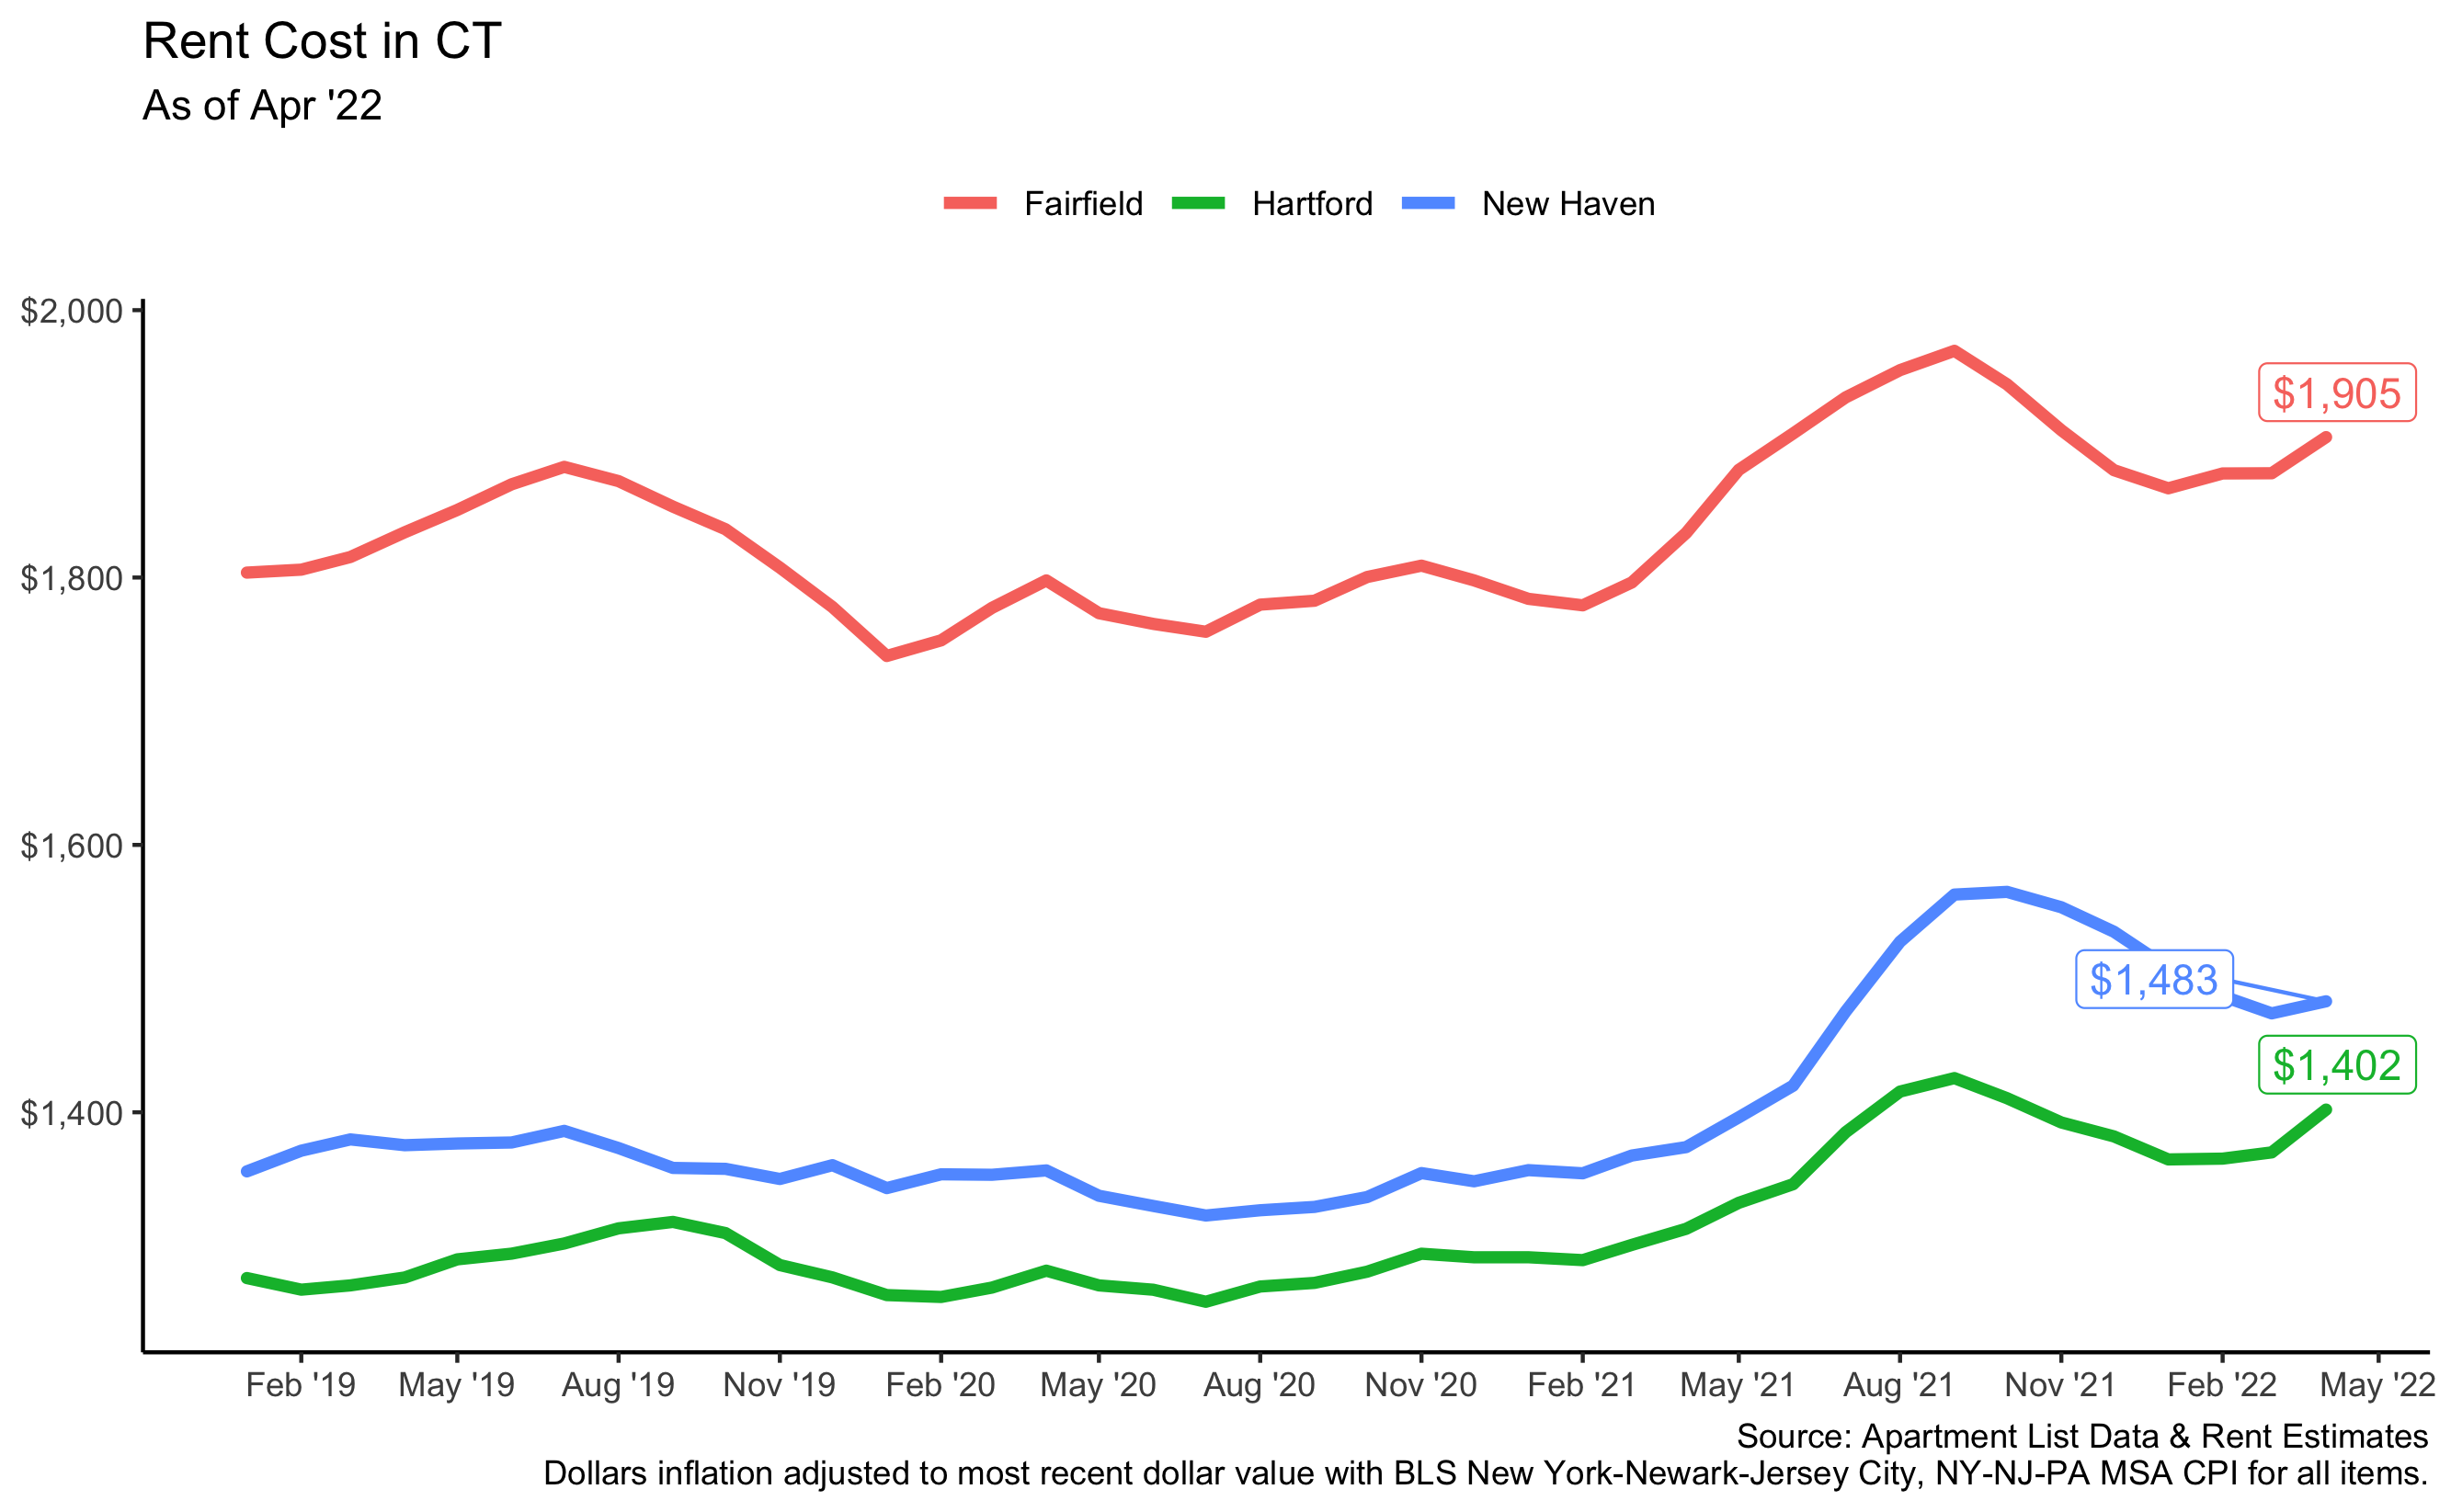 Rent Cost in CT
As of Apr '22
Fairfield Hartford New Haven
$2,000
$1,905
$1,800
$1,600
$1,483
$1,402
$1,400
Feb '19 May '19 Aug '19 Nov '19 Feb '20 May '20 Aug '20 Nov '20 Feb '21 May '21 Aug '21 Nov '21 Feb '22 May '22
Source: Apartment List Data & Rent Estimates
Dollars inflation adjusted to most recent dollar value with BLS New York-Newark-Jersey City, NY-NJ-PA MSA CPI for all items.